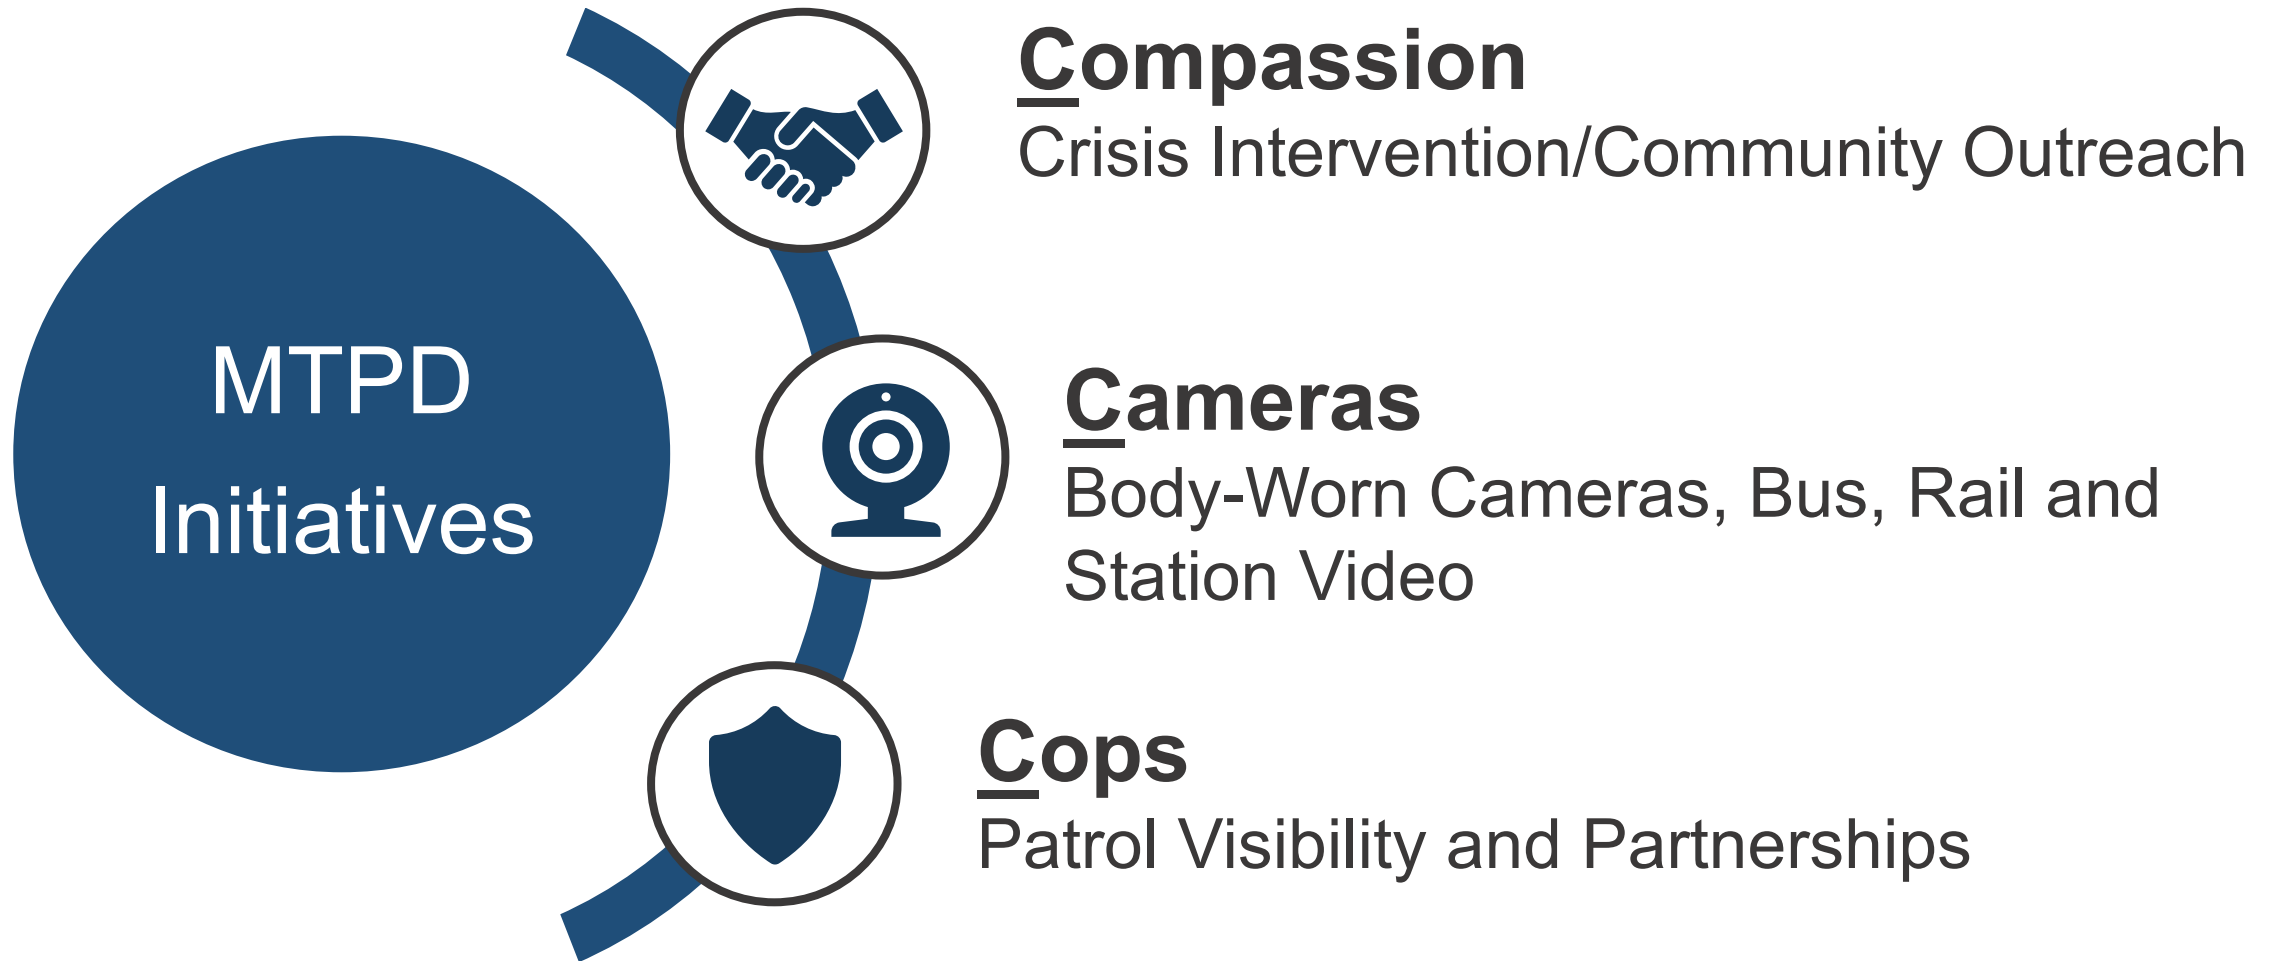 MTPD
Initiatives
Compassion
Crisis Intervention/Community Outreach
Cameras
Body-Worn Cameras, Bus, Rail and
Station Video
Cops
Patrol Visibility and Partnerships